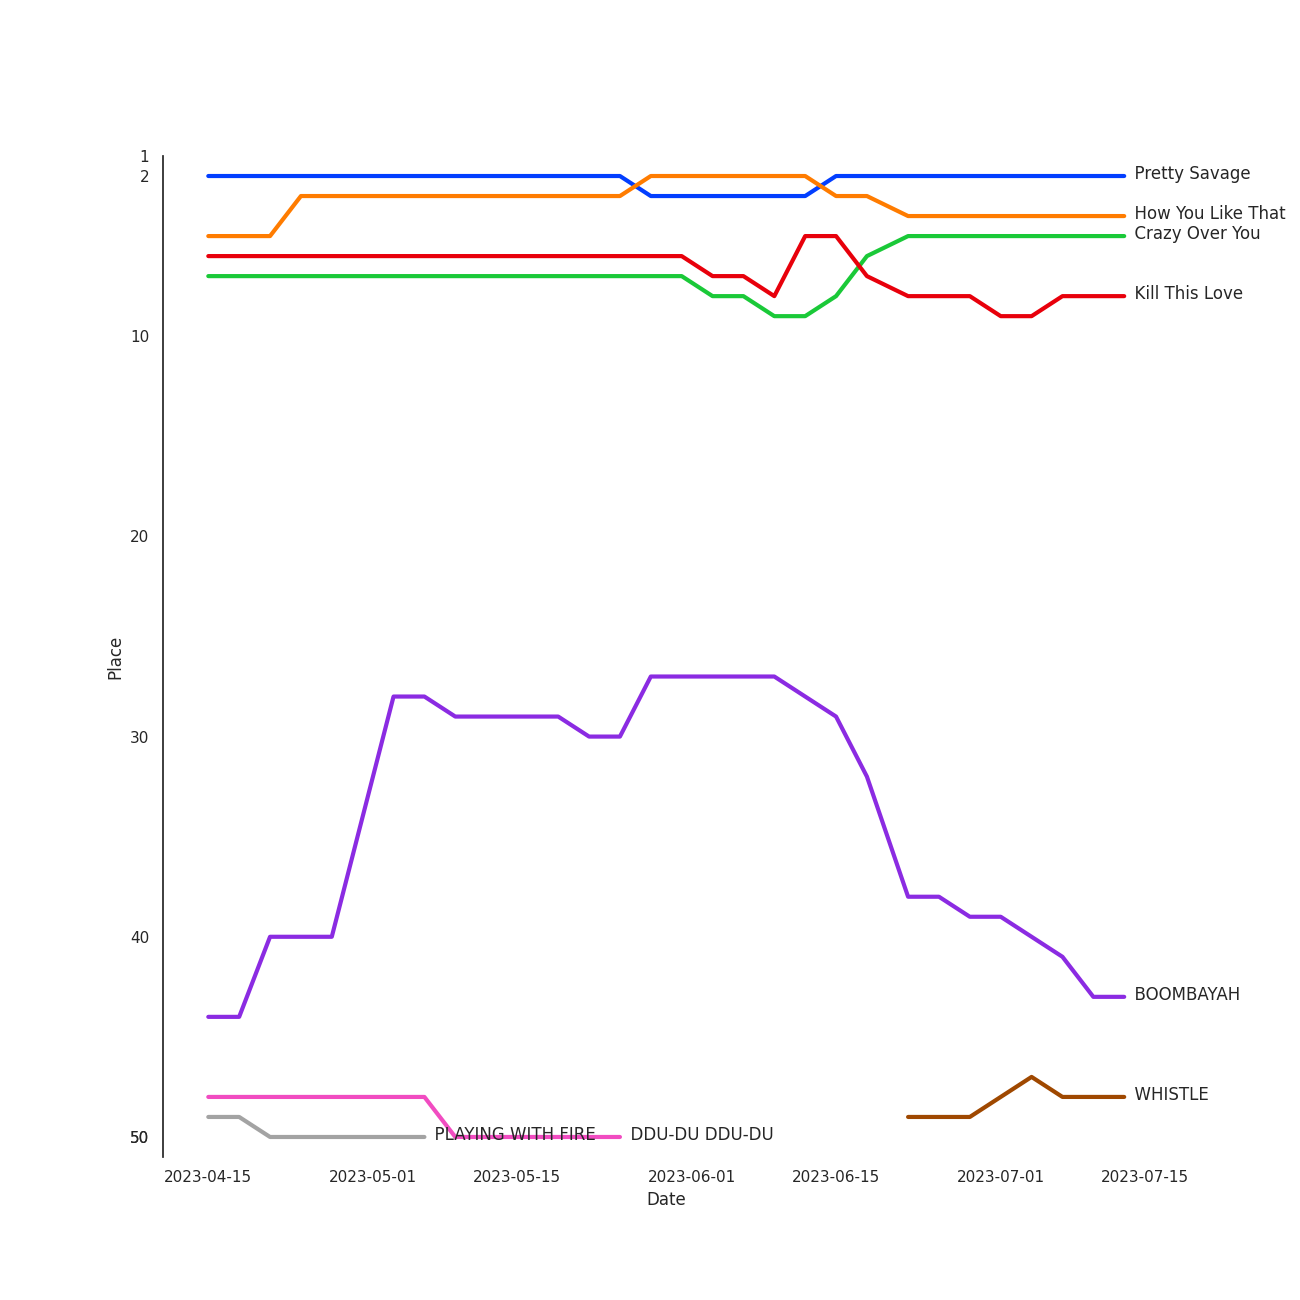 1
2
Pretty Savage
How You Like That
Crazy Over You
Kill This Love
10
20
Place
30
40
BOOMBAYAH
WHISTLE
50
PLAYING WITH FIRE
DDU-DU DDU-DU
2023-04-15
2023-05-01
2023-05-15
2023-06-01
2023-06-15
2023-07-01
2023-07-15
Date